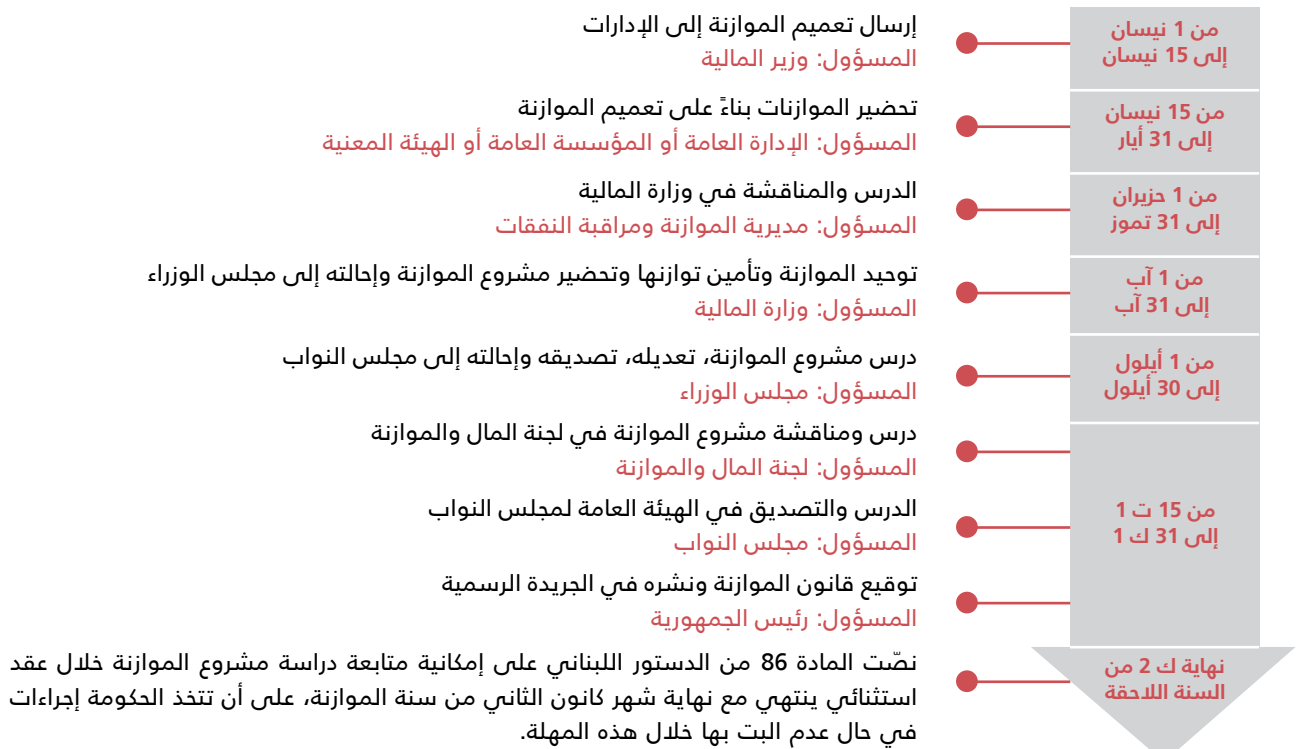 من 1 نيسان
إلى 15 نيسان
إرسال تعميم الموازنة إلى الإدارات
المسؤول: وزير المالية
من 15 نيسان
إلى 31 أيار
تحضير الموازنات بناءً على تعميم الموازنة
المسؤول: الإدارة العامة أو المؤسسة العامة أو الهيئة المعنية
من 1 حزيران
إلى 31 تموز
الدرس والمناقشة في وزارة المالية
المسؤول: مديرية الموازنة ومراقبة النفقات
من 1 آب
إلى 31 آب
توحيد الموازنة وتأمين توازنها وتحضير مشروع الموازنة وإحالته إلى مجلس الوزراء
المسؤول: وزارة المالية
من 1 أيلول
إلى 30 أيلول
درس مشروع الموازنة، تعديله، تصديقه وإحالته إلى مجلس النواب
المسؤول: مجلس الوزراء
من 15 ت 1
إلى 31 ك 1
درس ومناقشة مشروع الموازنة في لجنة المال والموازنة
المسؤول: لجنة المال والموازنة
الدرس والتصديق في الهيئة العامة لمجلس النواب
المسؤول: مجلس النواب
توقيع قانون الموازنة ونشره في الجريدة الرسمية
المسؤول: رئيس الجمهورية
نهاية ك 2 من
السنة اللاحقة
نصّت المادة 86 من الدستور اللبناني على إمكانية متابعة دراسة مشروع الموازنة خلال عقد
استثنائي ينتهي مع نهاية شهر كانون الثاني من سنة الموازنة، على أن تتخذ الحكومة إجراءات
في حال عدم البت بها خلال هذه المهلة.